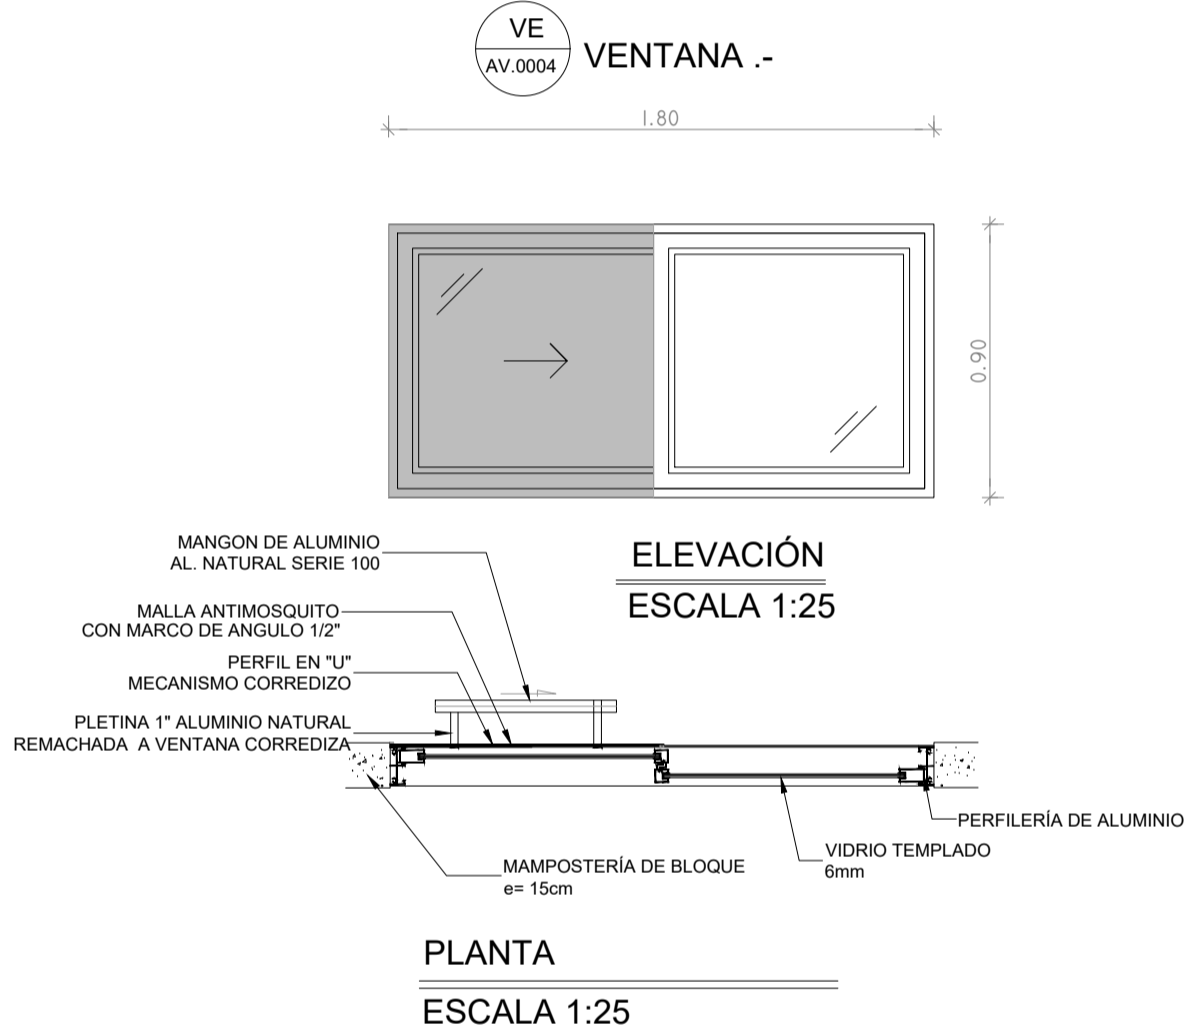 VE
AV.0004
VENTANA .-
1.80
0.90
ELEVACIÓN
ESCALA 1:25
MANGON DE ALUMINIO
AL. NATURAL SERIE 100
MALLA ANTIMOSQUITO
CON MARCO DE ANGULO 1/2"
PERFIL EN "U"
MECANISMO CORREDIZO
PLETINA 1" ALUMINIO NATURAL
REMACHADA A VENTANA CORREDIZA
PERFILERÍA DE ALUMINIO
VIDRIO TEMPLADO
6mm
MAMPOSTERÍA DE BLOQUE
e= 15cm
PLANTA
ESCALA 1:25